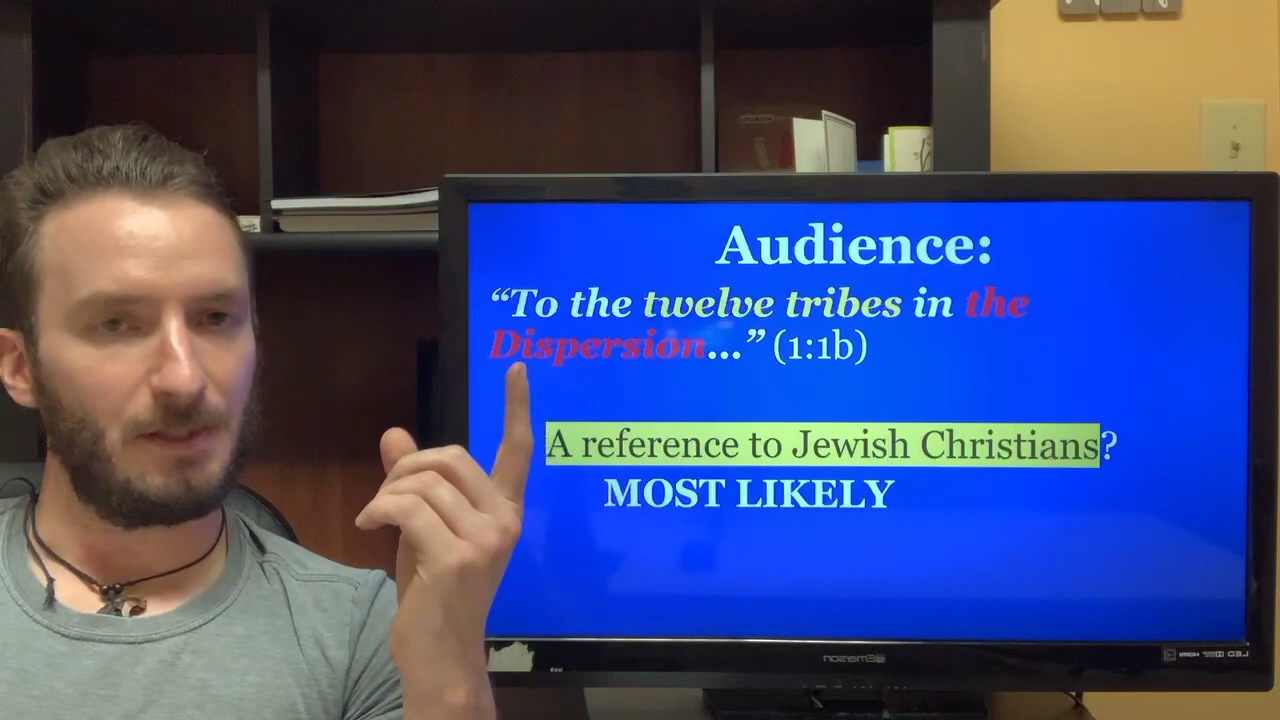 Audience:
“To the twelve tribes in the
Dispersion...” (1:1b)
A reference to Jewish Christians?
MOST LIKELY